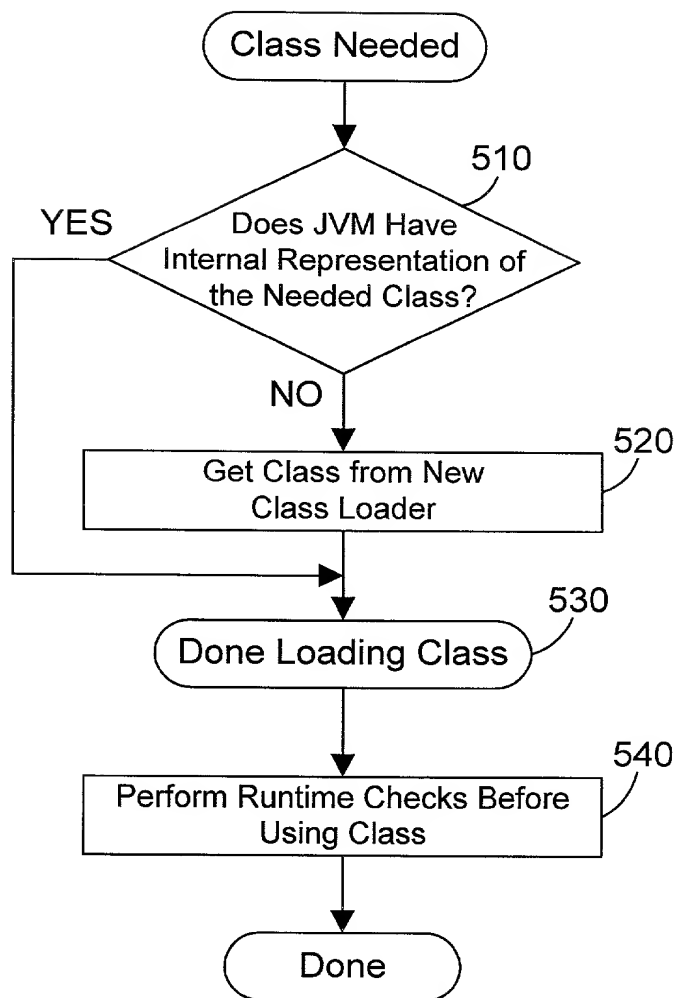 Class Needed
510
YES
Does JVM Have
Internal Representation of
the Needed Class?
NO
520
Get Class from New
Class Loader
530
Done Loading Class
540
Perform Runtime Checks Before
Using Class
Done